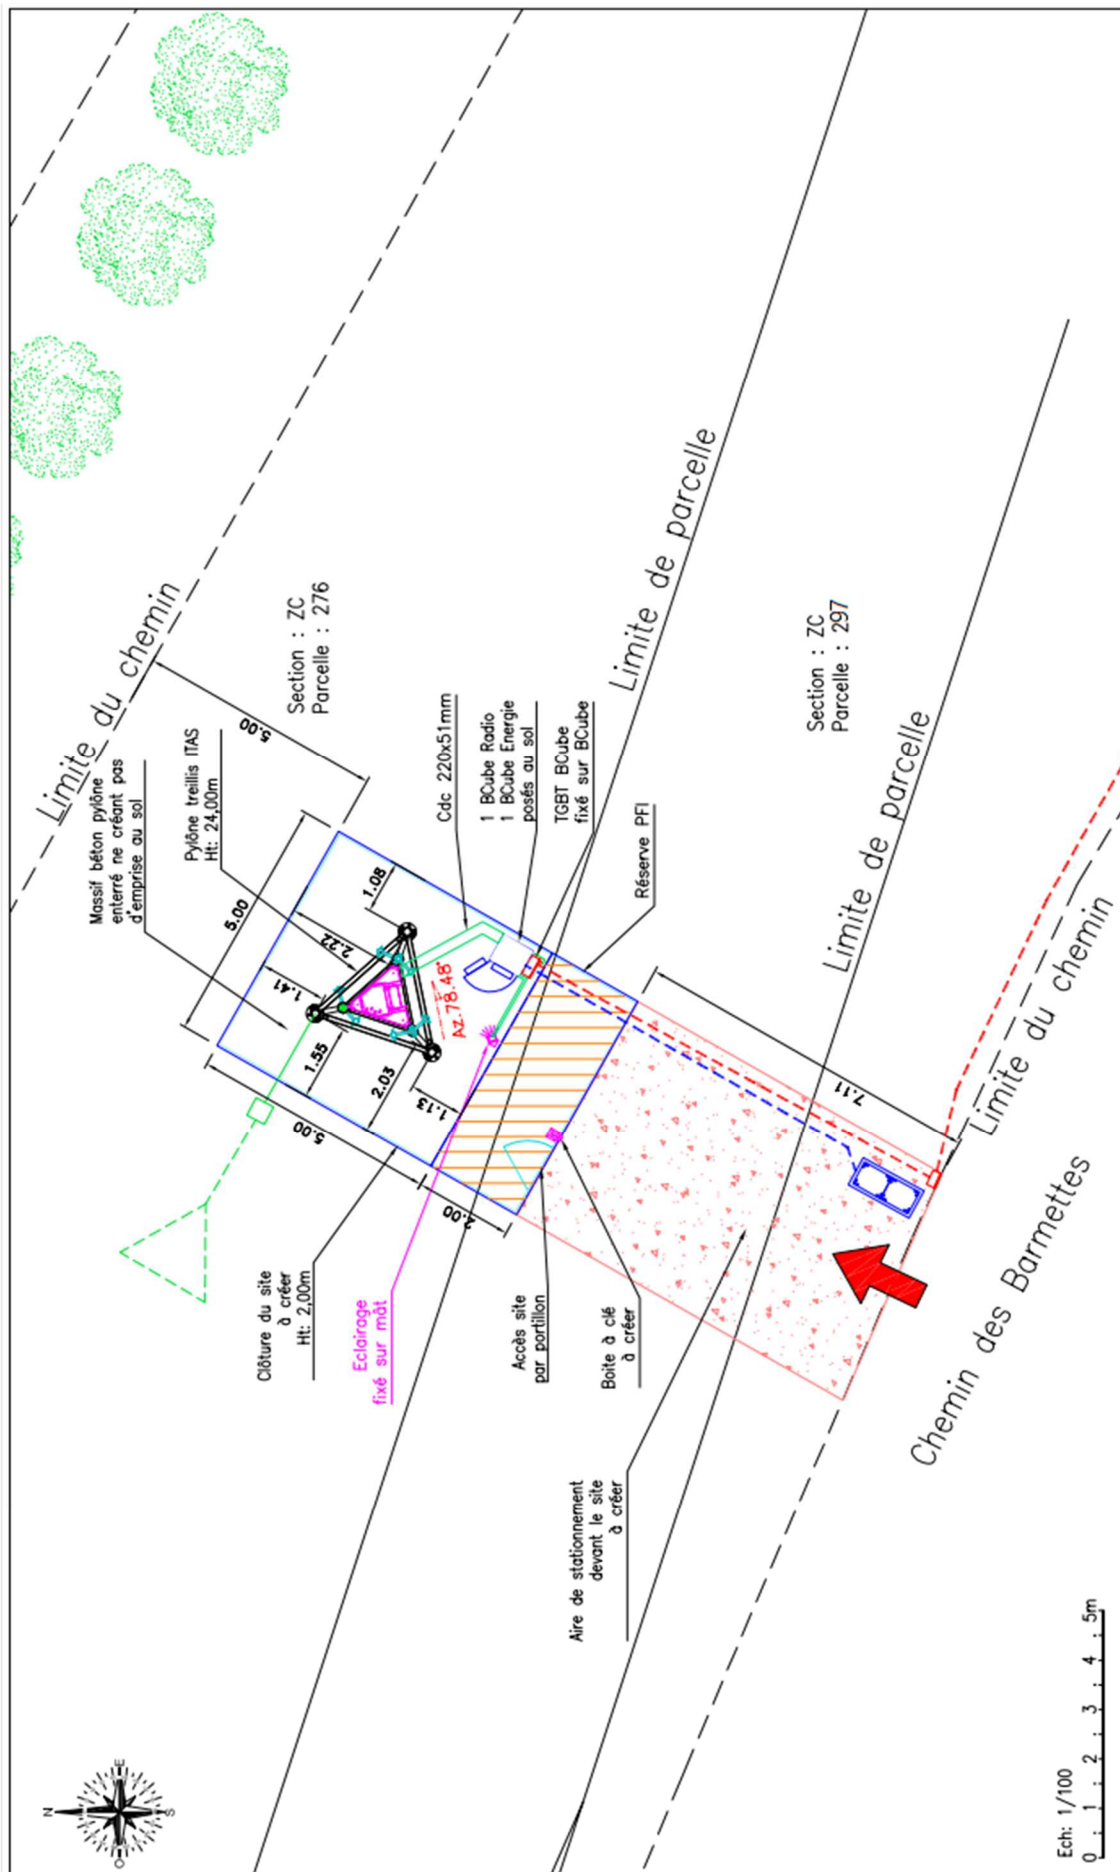 N
E
S
O
Limite du chemin
Massif béton pylône
enterré ne créant pas
d'emprise au sol
Pylône treillis ITAS
Ht: 24,00m
5.00
Section : ZC
Parcelle : 276
5.00
1.41
2.22
1.08
1.55
2.03
1.13
Az.78.48°
5.00
2.00
Cdc 220x51mm
1 BCube Radio
1 BCube Energie
posés au sol
TGBT BCube
fixé sur BCube
Réserve PFI
Limite de parcelle
Clôture du site
à créer
Ht: 2,00m
Eclairage
fixé sur mât
Accès site
par portillon
Boite à clé
à créer
Aire de stationnement
devant le site
à créer
7.11
Section : ZC
Parcelle : 297
Limite de parcelle
Limite du chemin
Chemin des Barmettes
Ech: 1/100
0 1 2 3 4 5m